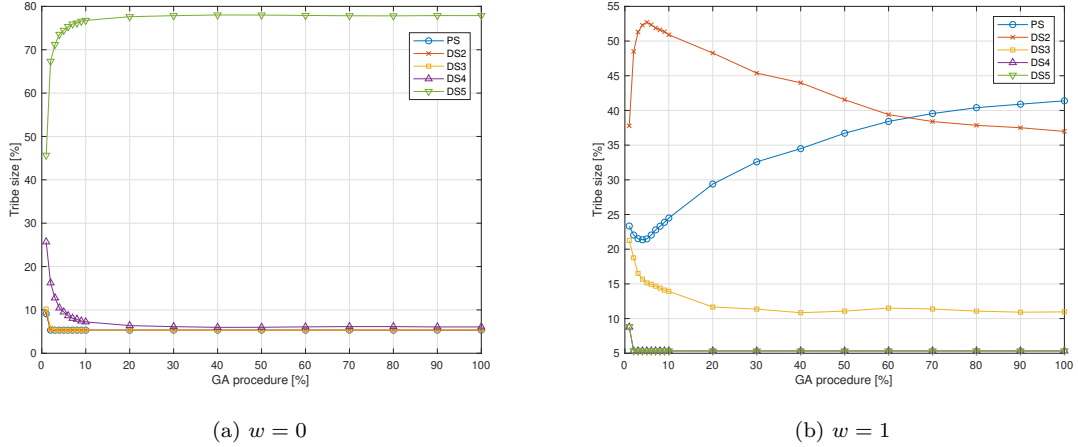 80
70
60
50
40
30
20
10
0
Tribe size [%]
0 10 20 30 40 50 60 70 80 90 100
GA procedure [%]
PS
DS2
DS3
DS4
DS5
(a) w = 0
55
50
45
40
35
30
25
20
15
10
5
Tribe size [%]
0 10 20 30 40 50 60 70 80 90 100
GA procedure [%]
PS
DS2
DS3
DS4
DS5
(b) w = 1